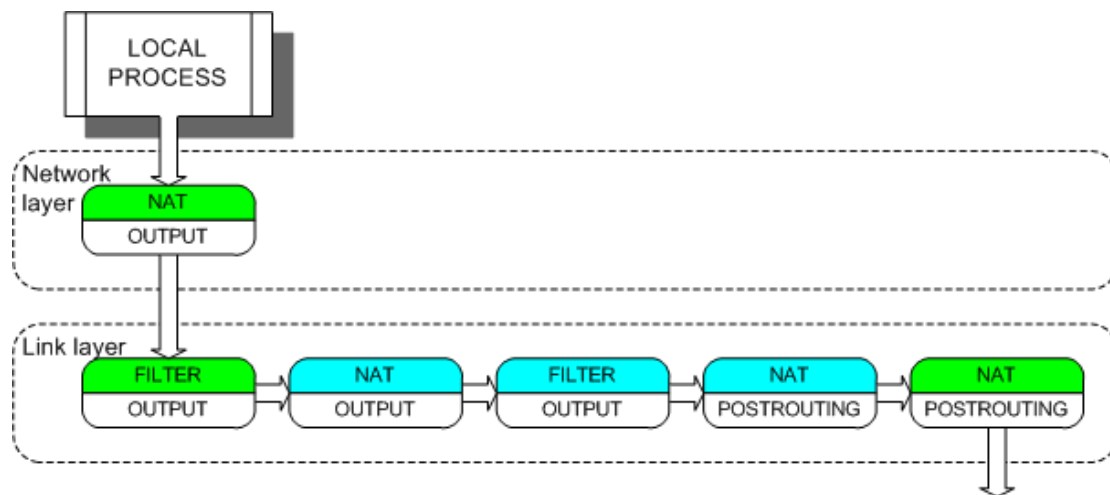 LOCAL
PROCESS
Network
layer
NAT
OUTPUT
Link layer
FILTER
OUTPUT
NAT
OUTPUT
FILTER
OUTPUT
NAT
POSTROUTING
NAT
POSTROUTING